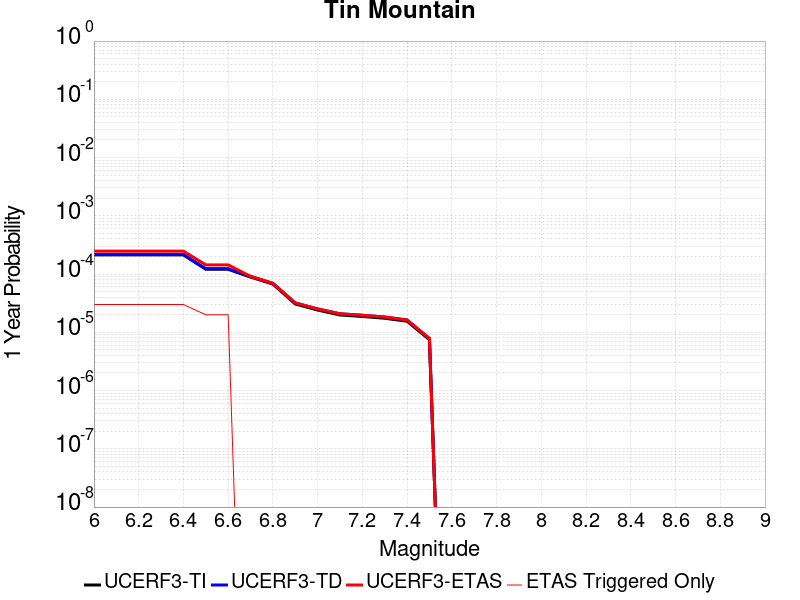 Tin Mountain
10^0
10^-1
10^-2
10^-3
10^-4
10^-5
10^-6
10^-7
10^-8
1 Year Probability
6 6.2 6.4 6.6 6.8 7 7.2 7.4 7.6 7.8 8 8.2 8.4 8.6 8.8 9
Magnitude
UCERF3-TI UCERF3-TD UCERF3-ETAS ETAS Triggered Only